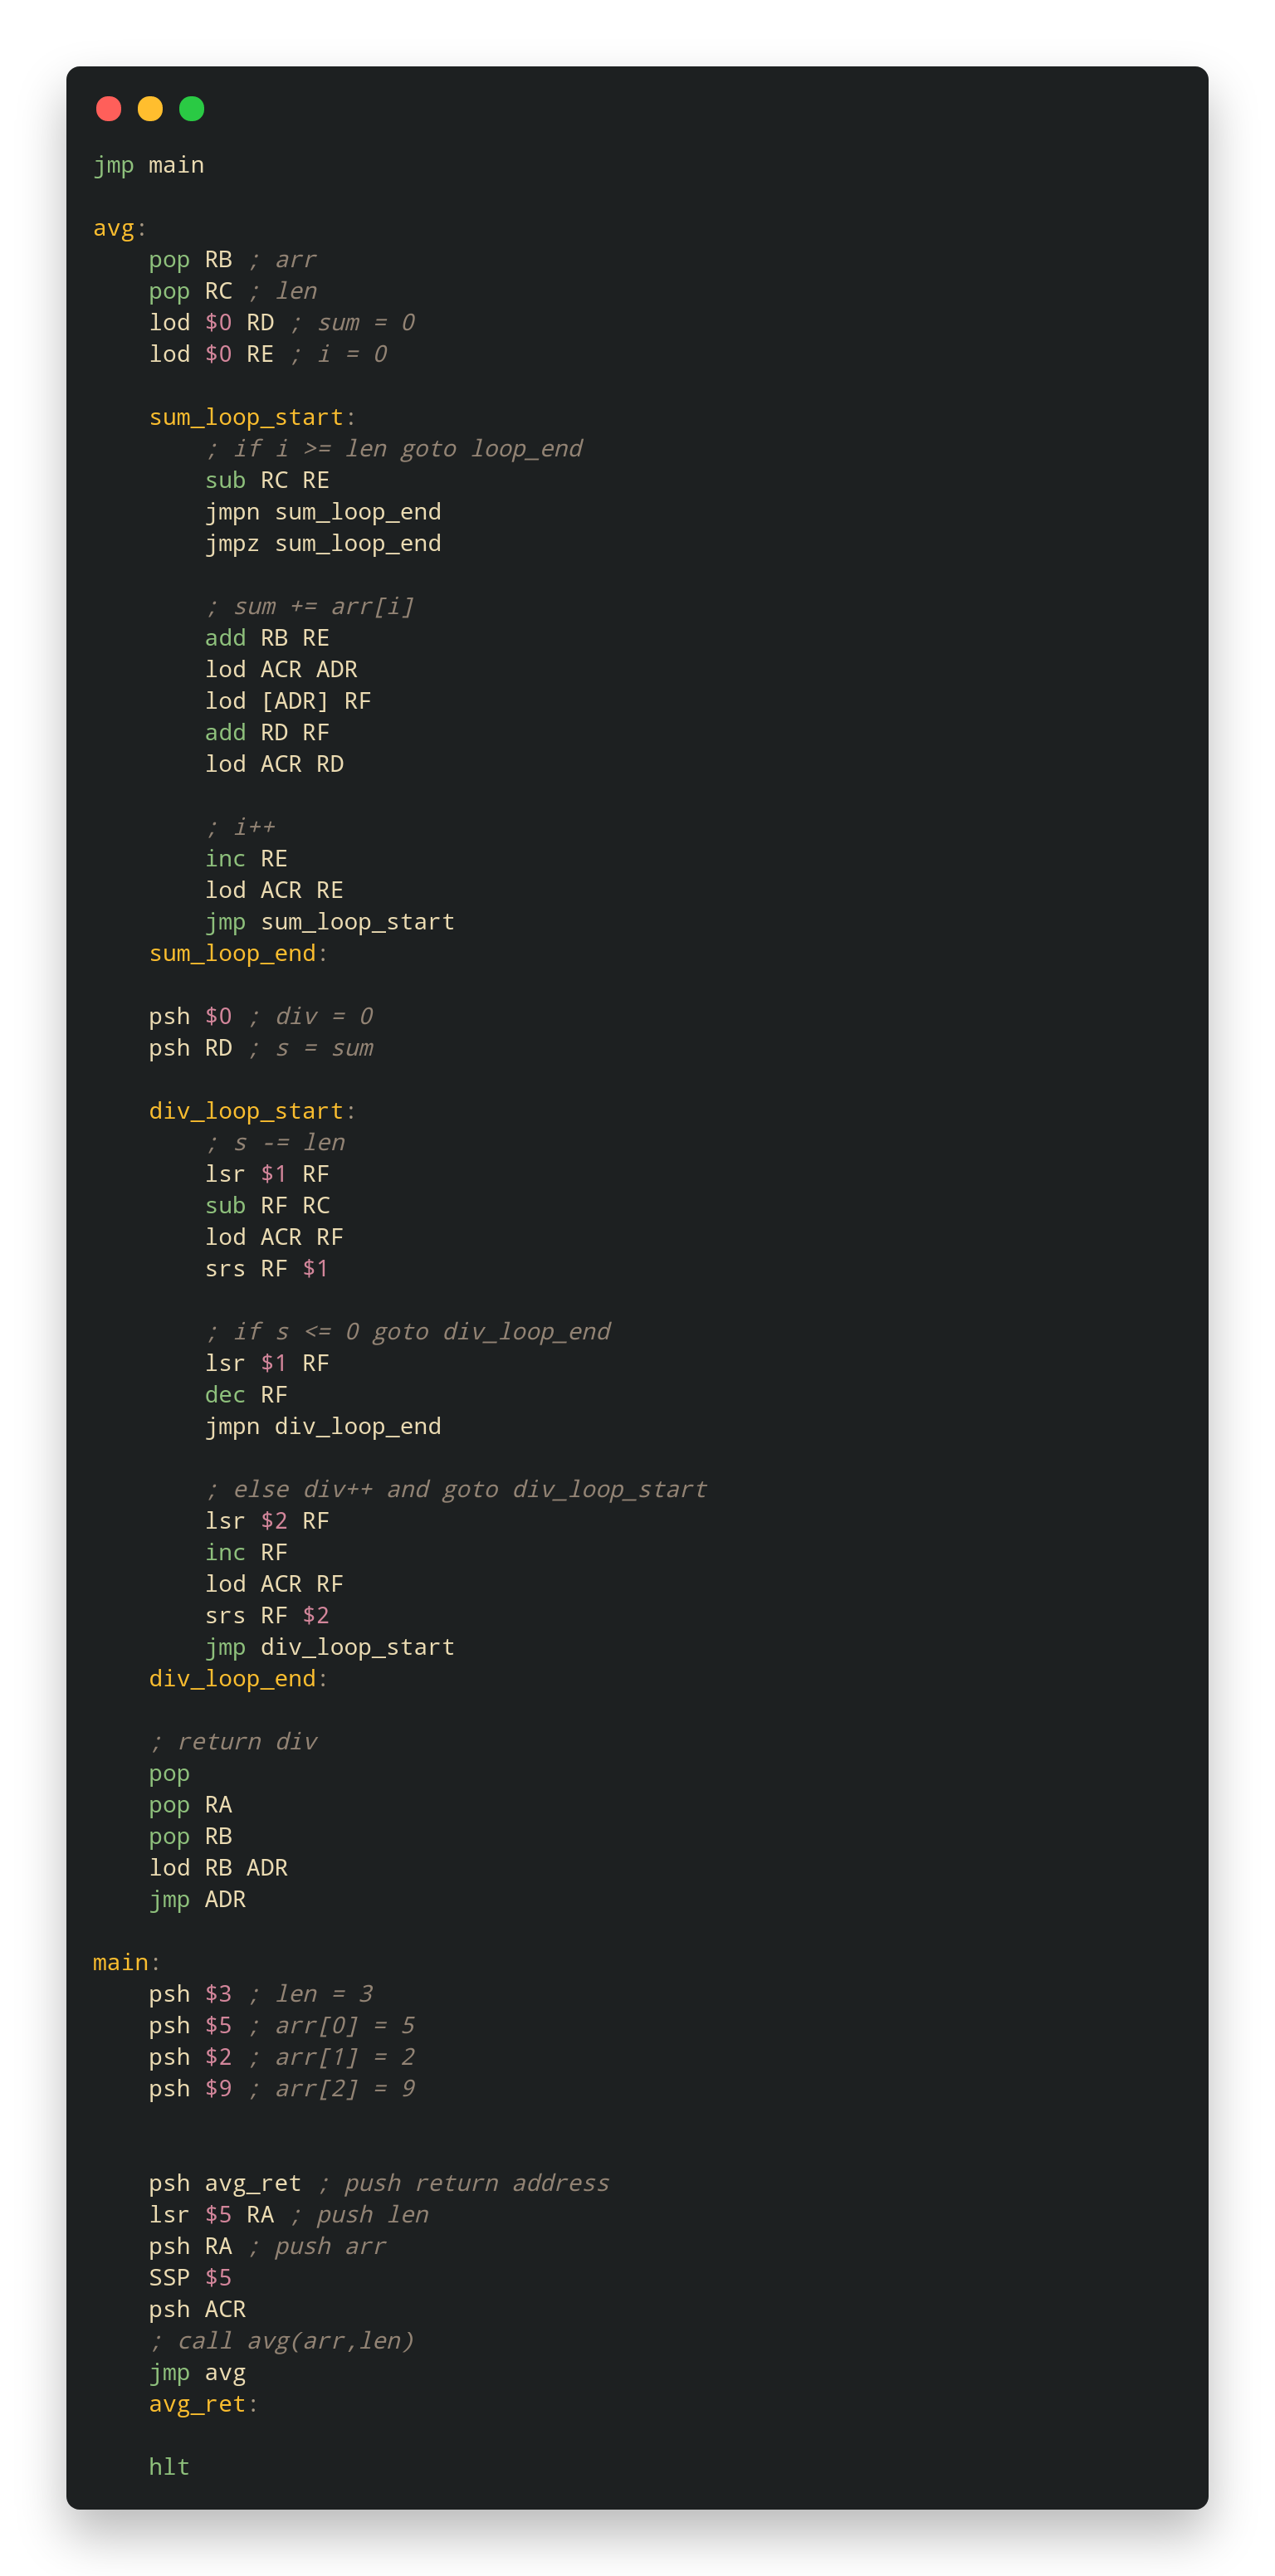 jmp main
avg:
pop RB ; arr
pop RC ; len
lod $0 RD ; sum = 0
lod $0 RE ; i = 0
sum_loop_start:
; if i >= len goto loop_end
sub RC RE
jmpn sum_loop_end
jmpz sum_loop_end
; sum += arr[i]
add RB RE
lod ACR ADR
lod [ADR] RF
add RD RF
lod ACR RD
; i++
inc RE
lod ACR RE
jmp sum_loop_start
sum_loop_end:
psh $0 ; div = 0
psh RD ; s = sum
div_loop_start:
; s -= len
lsr $1 RF
sub RF RC
lod ACR RF
srs RF $1
; if s <= 0 goto div_loop_end
lsr $1 RF
dec RF
jmpn div_loop_end
; else div++ and goto div_loop_start
lsr $2 RF
inc RF
lod ACR RF
srs RF $2
jmp div_loop_start
div_loop_end:
; return div
pop
pop RA
pop RB
lod RB ADR
jmp ADR
main:
psh $3 ; len = 3
psh $5 ; arr[0] = 5
psh $2 ; arr[1] = 2
psh $9 ; arr[2] = 9
psh avg_ret ; push return address
lsr $5 RA ; push len
psh RA ; push arr
SSP $5
psh ACR
; call avg(arr,len)
jmp avg
avg_ret:
hlt